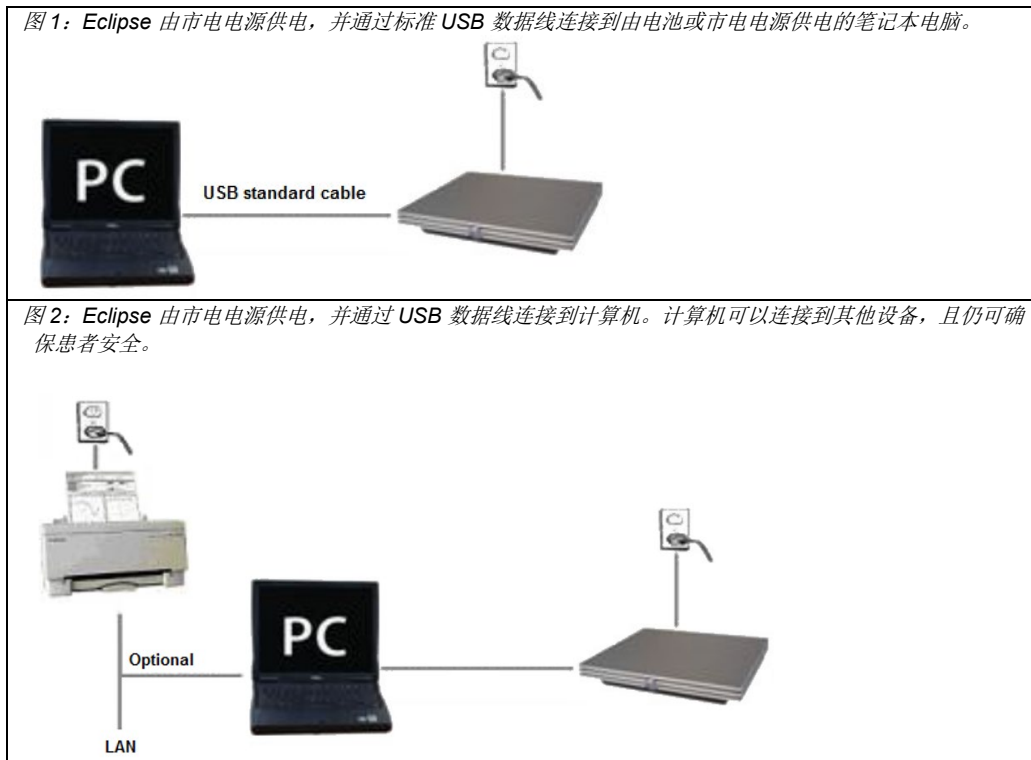 图 1：Eclipse 由市电电源供电，并通过标准 USB 数据线连接到由电池或市电电源供电的笔记本电脑。
PC
USB standard cable
图 2：Eclipse 由市电电源供电，并通过 USB 数据线连接到计算机。计算机可以连接到其他设备，且仍可确
保患者安全。
Optional
PC
LAN